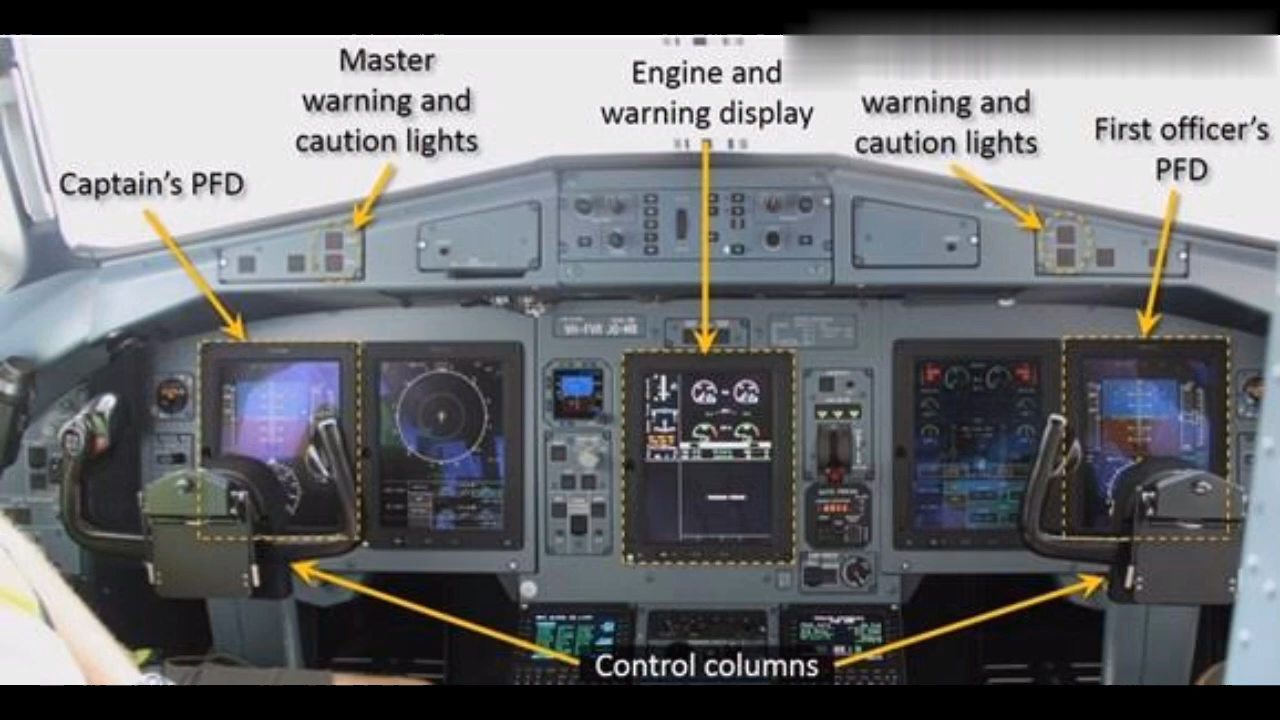 Master
warning and
caution lights
Engine and
warning display
warning and
caution lights
First officer's
PFD
Captain's PFD
Control columns